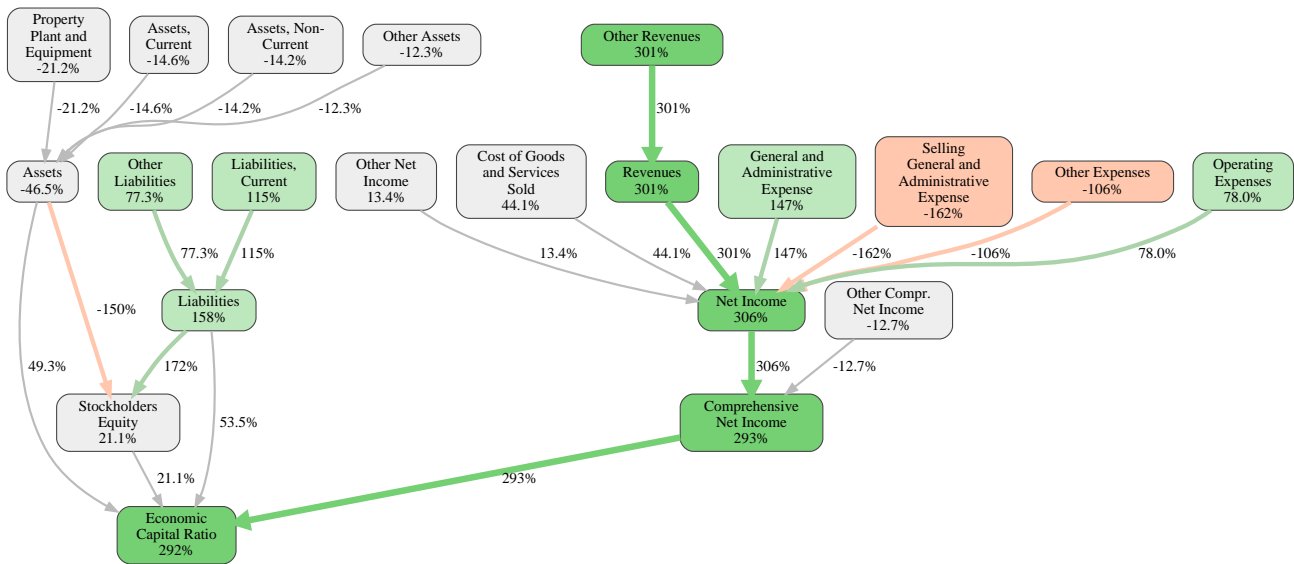 Property
Plant and
Equipment
-21.2%
Assets,
Current
-14.6%
Assets, Non-
Current
-14.2%
Other Assets
-12.3%
Other Revenues
301%
-21.2%
-14.6%
-14.2%
-12.3%
301%
Assets
-46.5%
Other
Liabilities
77.3%
Liabilities,
Current
115%
Other Net
Income
13.4%
Cost of Goods
and Services
Sold
44.1%
Revenues
301%
General and
Administrative
Expense
147%
Selling
General and
Administrative
Expense
-162%
Other Expenses
-106%
Operating
Expenses
78.0%
77.3%
115%
13.4%
44.1%
301%
147%
-162%
-106%
78.0%
-150%
Liabilities
158%
Net Income
306%
Other Compr.
Net Income
-12.7%
49.3%
172%
53.5%
306%
-12.7%
Stockholders
Equity
21.1%
Comprehensive
Net Income
293%
21.1%
293%
Economic
Capital Ratio
292%